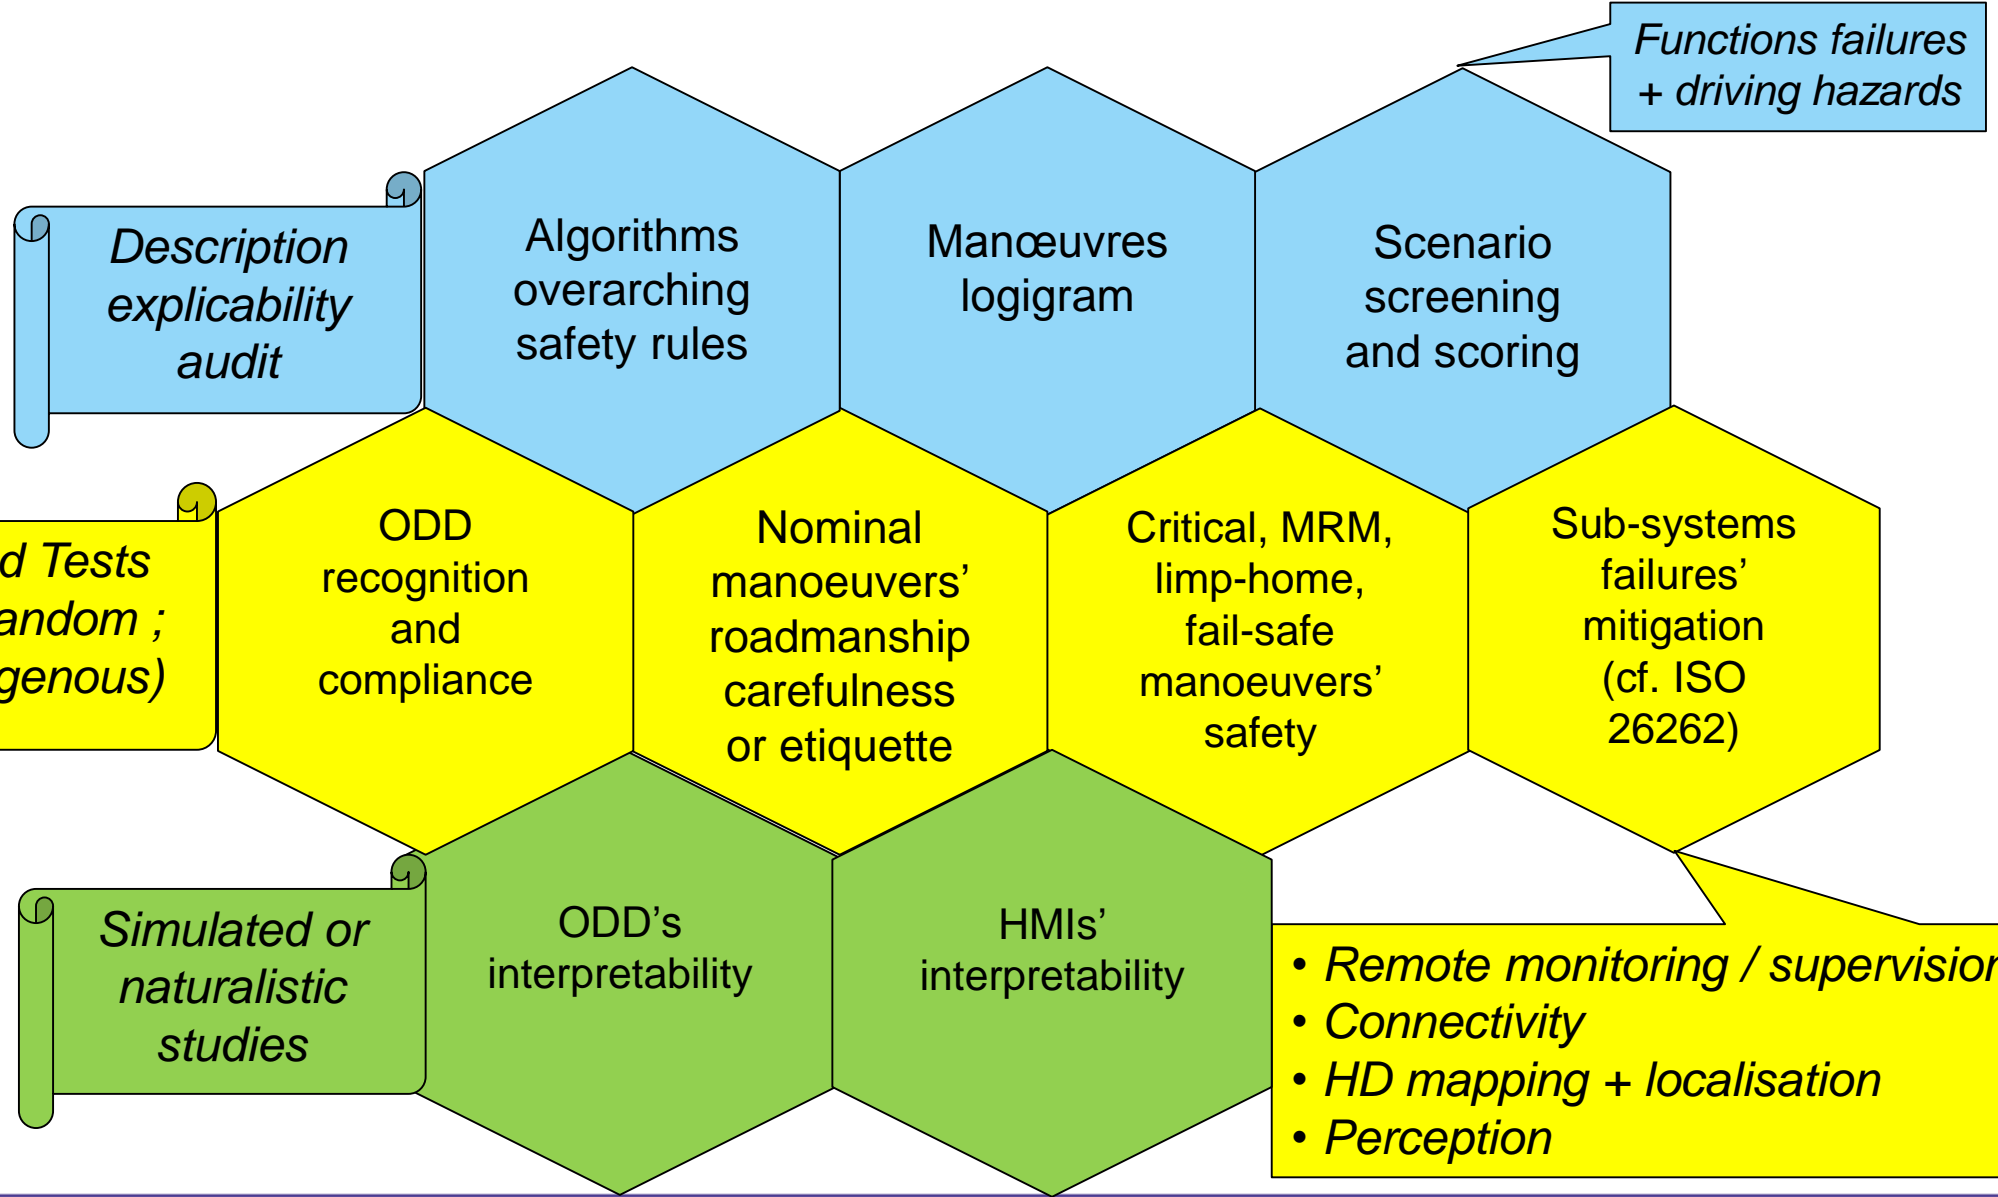 Functions failures
+ driving hazards
Description
explicability
audit
Algorithms
overarching
safety rules
Manœuvres
logigram
Scenario
screening
and scoring
Tests
;
ODD
recognition
and
compliance
Nominal
manoeuvers’
roadmanship
carefulness
or etiquette
Critical, MRM,
limp-home,
fail-safe
manoeuvers’
safety
Sub-systems
failures’
mitigation
(cf. ISO
26262)
Simulated or
naturalistic
studies
ODD’s
interpretability
HMIs’
interpretability
• Remote monitoring / supervision
• Connectivity
• HD mapping + localisation
• Perception